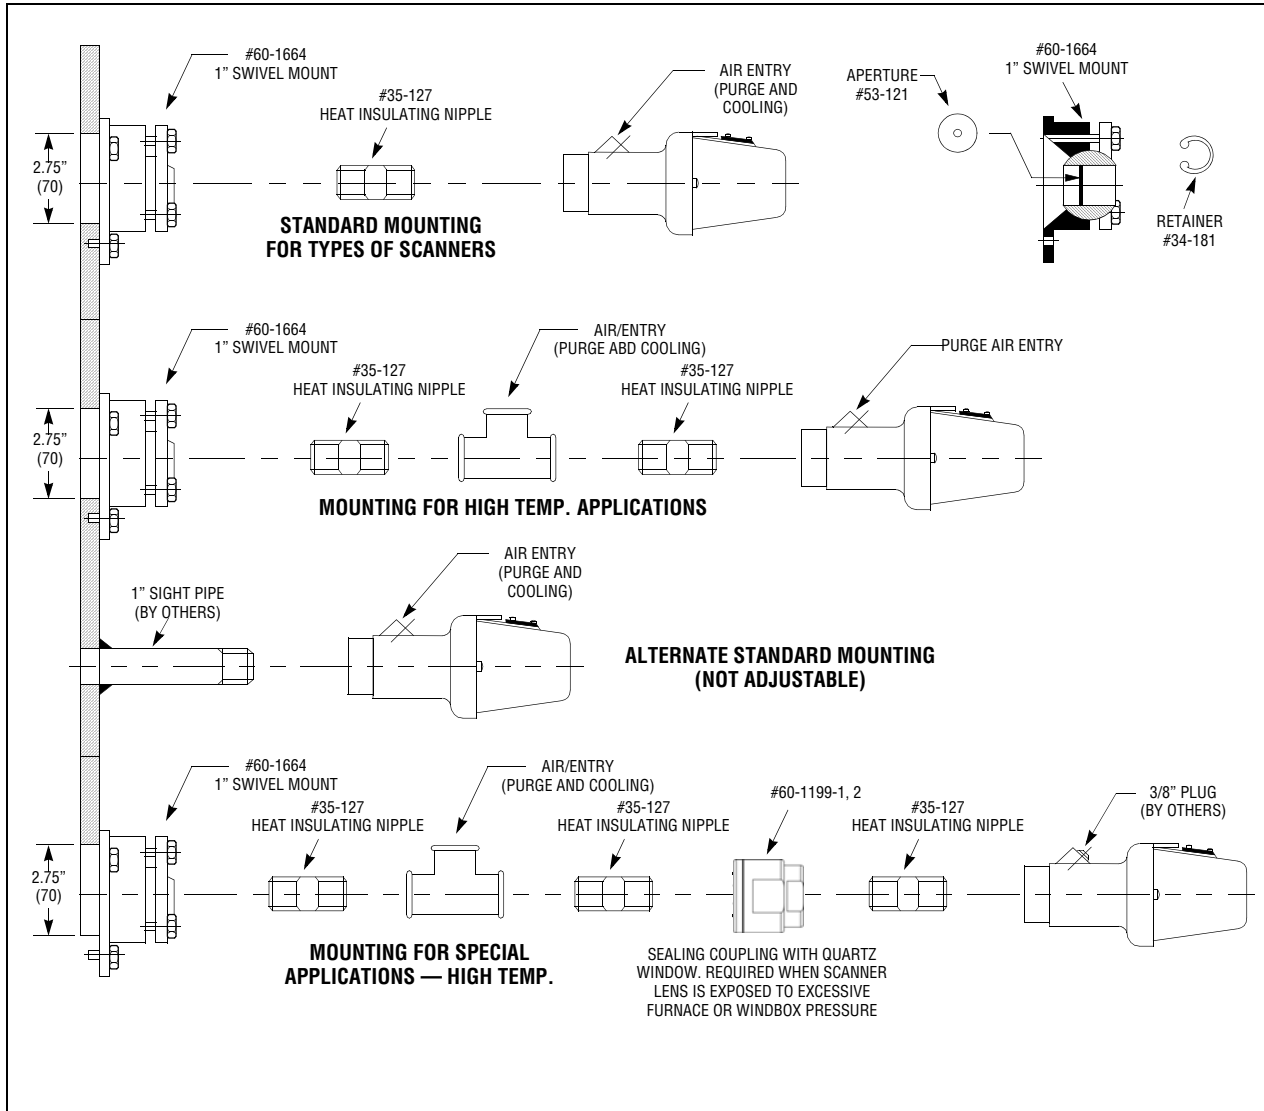 #60-1664
1” SWIVEL MOUNT
#35-127
HEAT INSULATING NIPPLE
AIR ENTRY
(PURGE AND
COOLING)
APERTURE
#53-121
#60-1664
1” SWIVEL MOUNT
2.75”
(70)
RETAINER
#34-181
STANDARD MOUNTING
FOR TYPES OF SCANNERS
#60-1664
1” SWIVEL MOUNT
AIR/ENTRY
(PURGE ABD COOLING)
PURGE AIR ENTRY
#35-127
HEAT INSULATING NIPPLE
#35-127
HEAT INSULATING NIPPLE
2.75”
(70)
MOUNTING FOR HIGH TEMP. APPLICATIONS
AIR ENTRY
(PURGE AND
COOLING)
1” SIGHT PIPE
(BY OTHERS)
ALTERNATE STANDARD MOUNTING
(NOT ADJUSTABLE)
#60-1664
1” SWIVEL MOUNT
AIR/ENTRY
(PURGE AND COOLING)
#35-127
HEAT INSULATING NIPPLE
#35-127
HEAT INSULATING NIPPLE
#60-1199-1, 2
#35-127
HEAT INSULATING NIPPLE
3/8” PLUG
(BY OTHERS)
2.75”
(70)
MOUNTING FOR SPECIAL
APPLICATIONS — HIGH TEMP.
SEALING COUPLING WITH QUARTZ
WINDOW. REQUIRED WHEN SCANNER
LENS IS EXPOSED TO EXCESSIVE
FURNACE OR WINDBOX PRESSURE